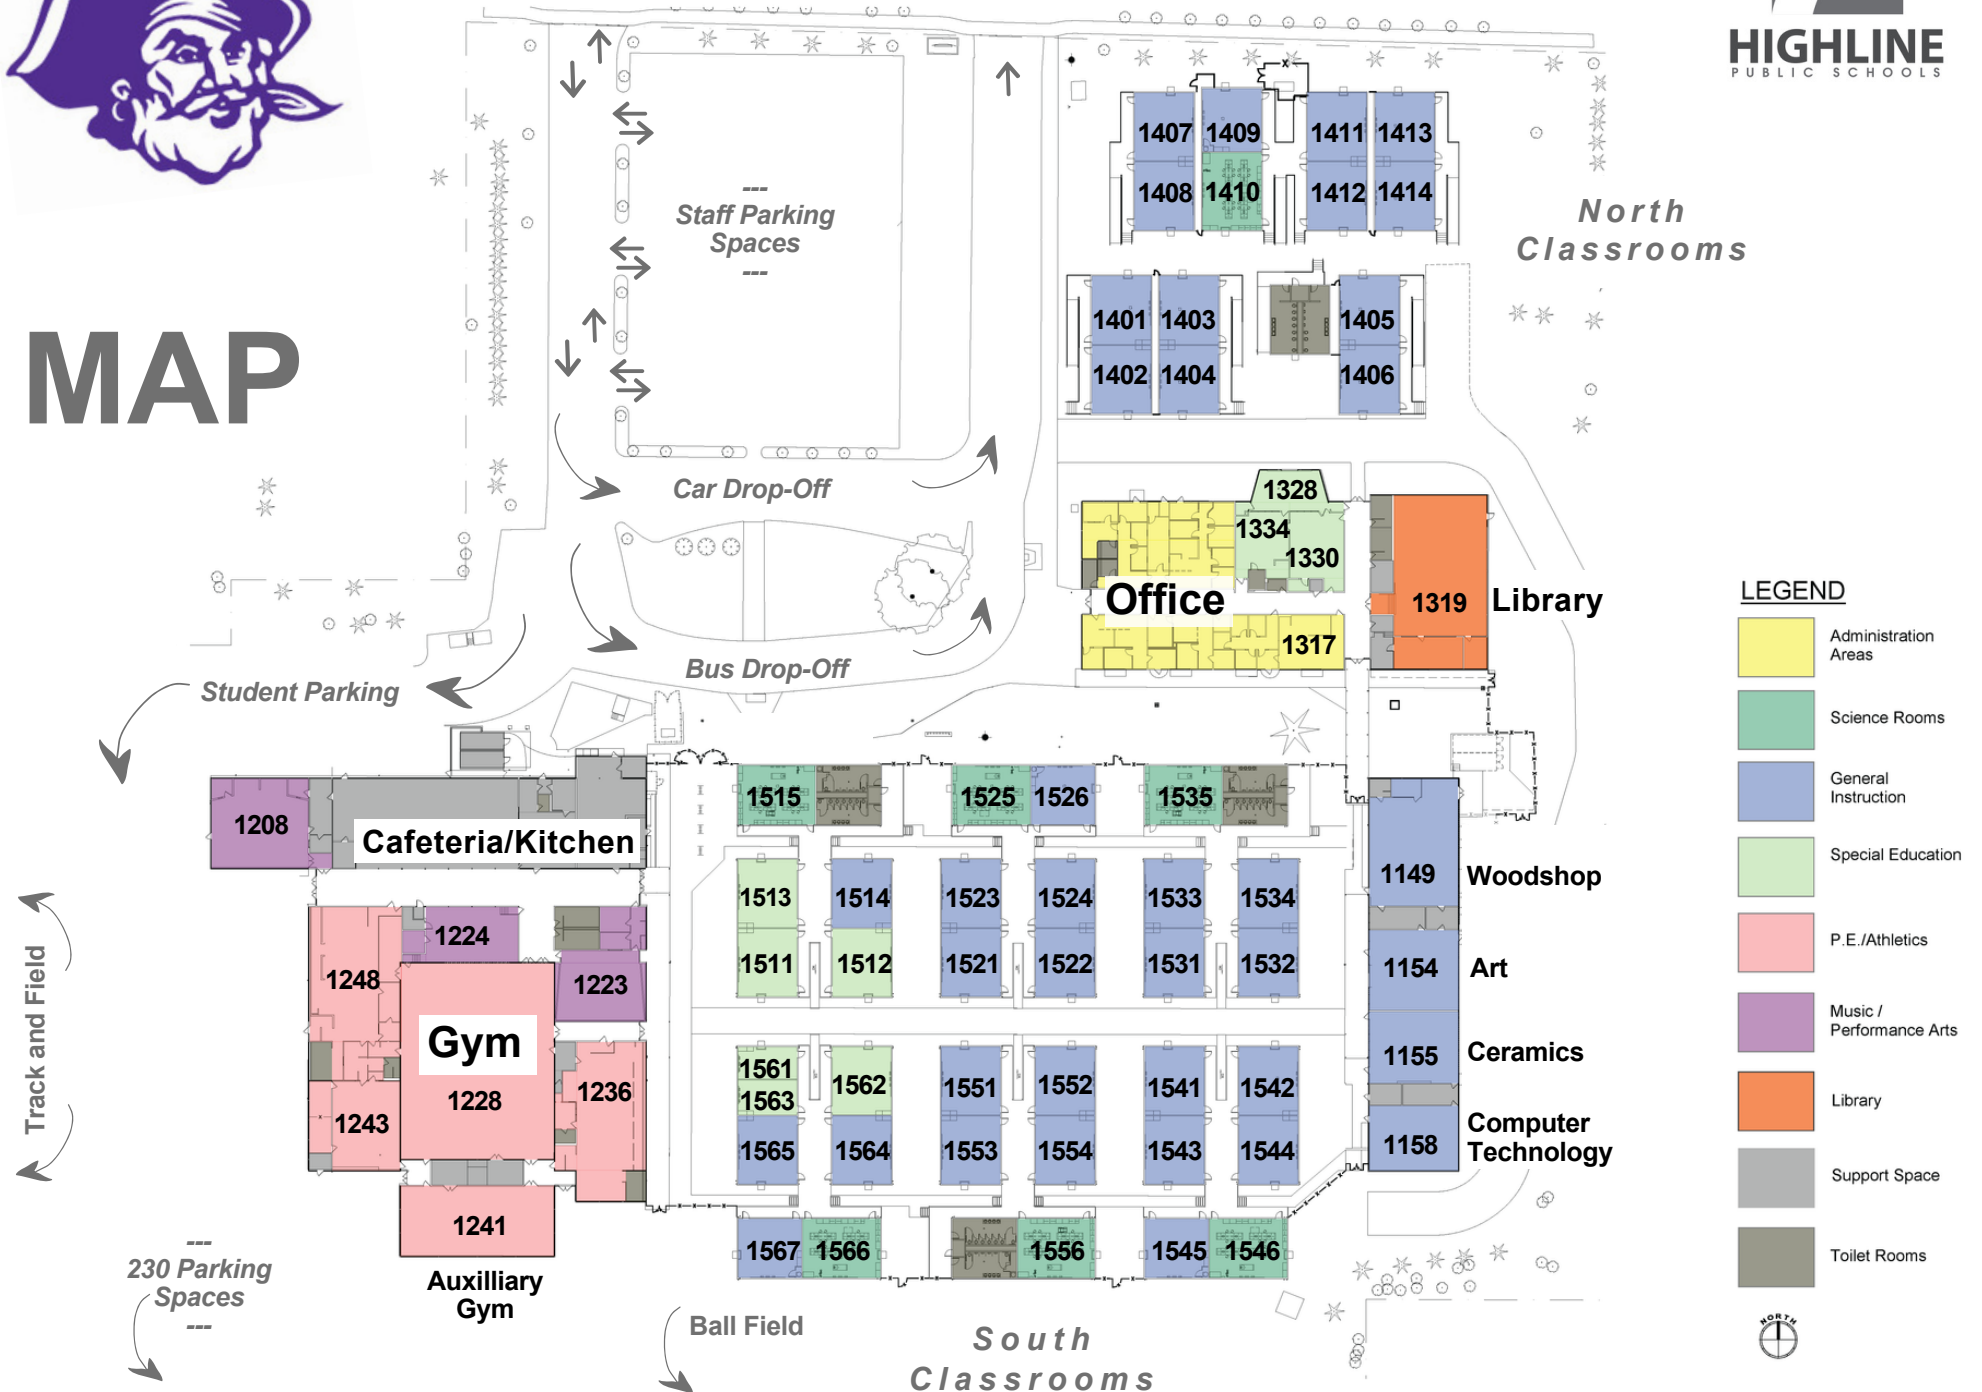 HIGHLINE
PUBLIC SCHOOLS
MAP
---
Staff Parking
Spaces
---
1407
1409
1411
1413
1408
1410
1412
1414
North
Classrooms
1401
1403
1405
1402
1404
1406
Car Drop-Off
1328
1334
1330
Office
1319
Library
1317
Bus Drop-Off
Student Parking
LEGEND
Administration
Areas
Science Rooms
General
Instruction
Special Education
P.E./Athletics
Music /
Performance Arts
Library
Support Space
Toilet Rooms
NORTH
1208
Cafeteria/Kitchen
1515
1525
1526
1535
1149
Woodshop
1513
1514
1523
1524
1533
1534
1224
1248
1223
1511
1512
1521
1522
1531
1532
1154
Art
Track and Field
Gym
1228
1236
1243
1561
1563
1562
1551
1552
1541
1542
1155
Ceramics
1565
1564
1553
1554
1543
1544
1158
Computer
Technology
1241
Auxilliary
Gym
1567
1566
1556
1545
1546
---
230 Parking
Spaces
---
Ball Field
South
Classrooms